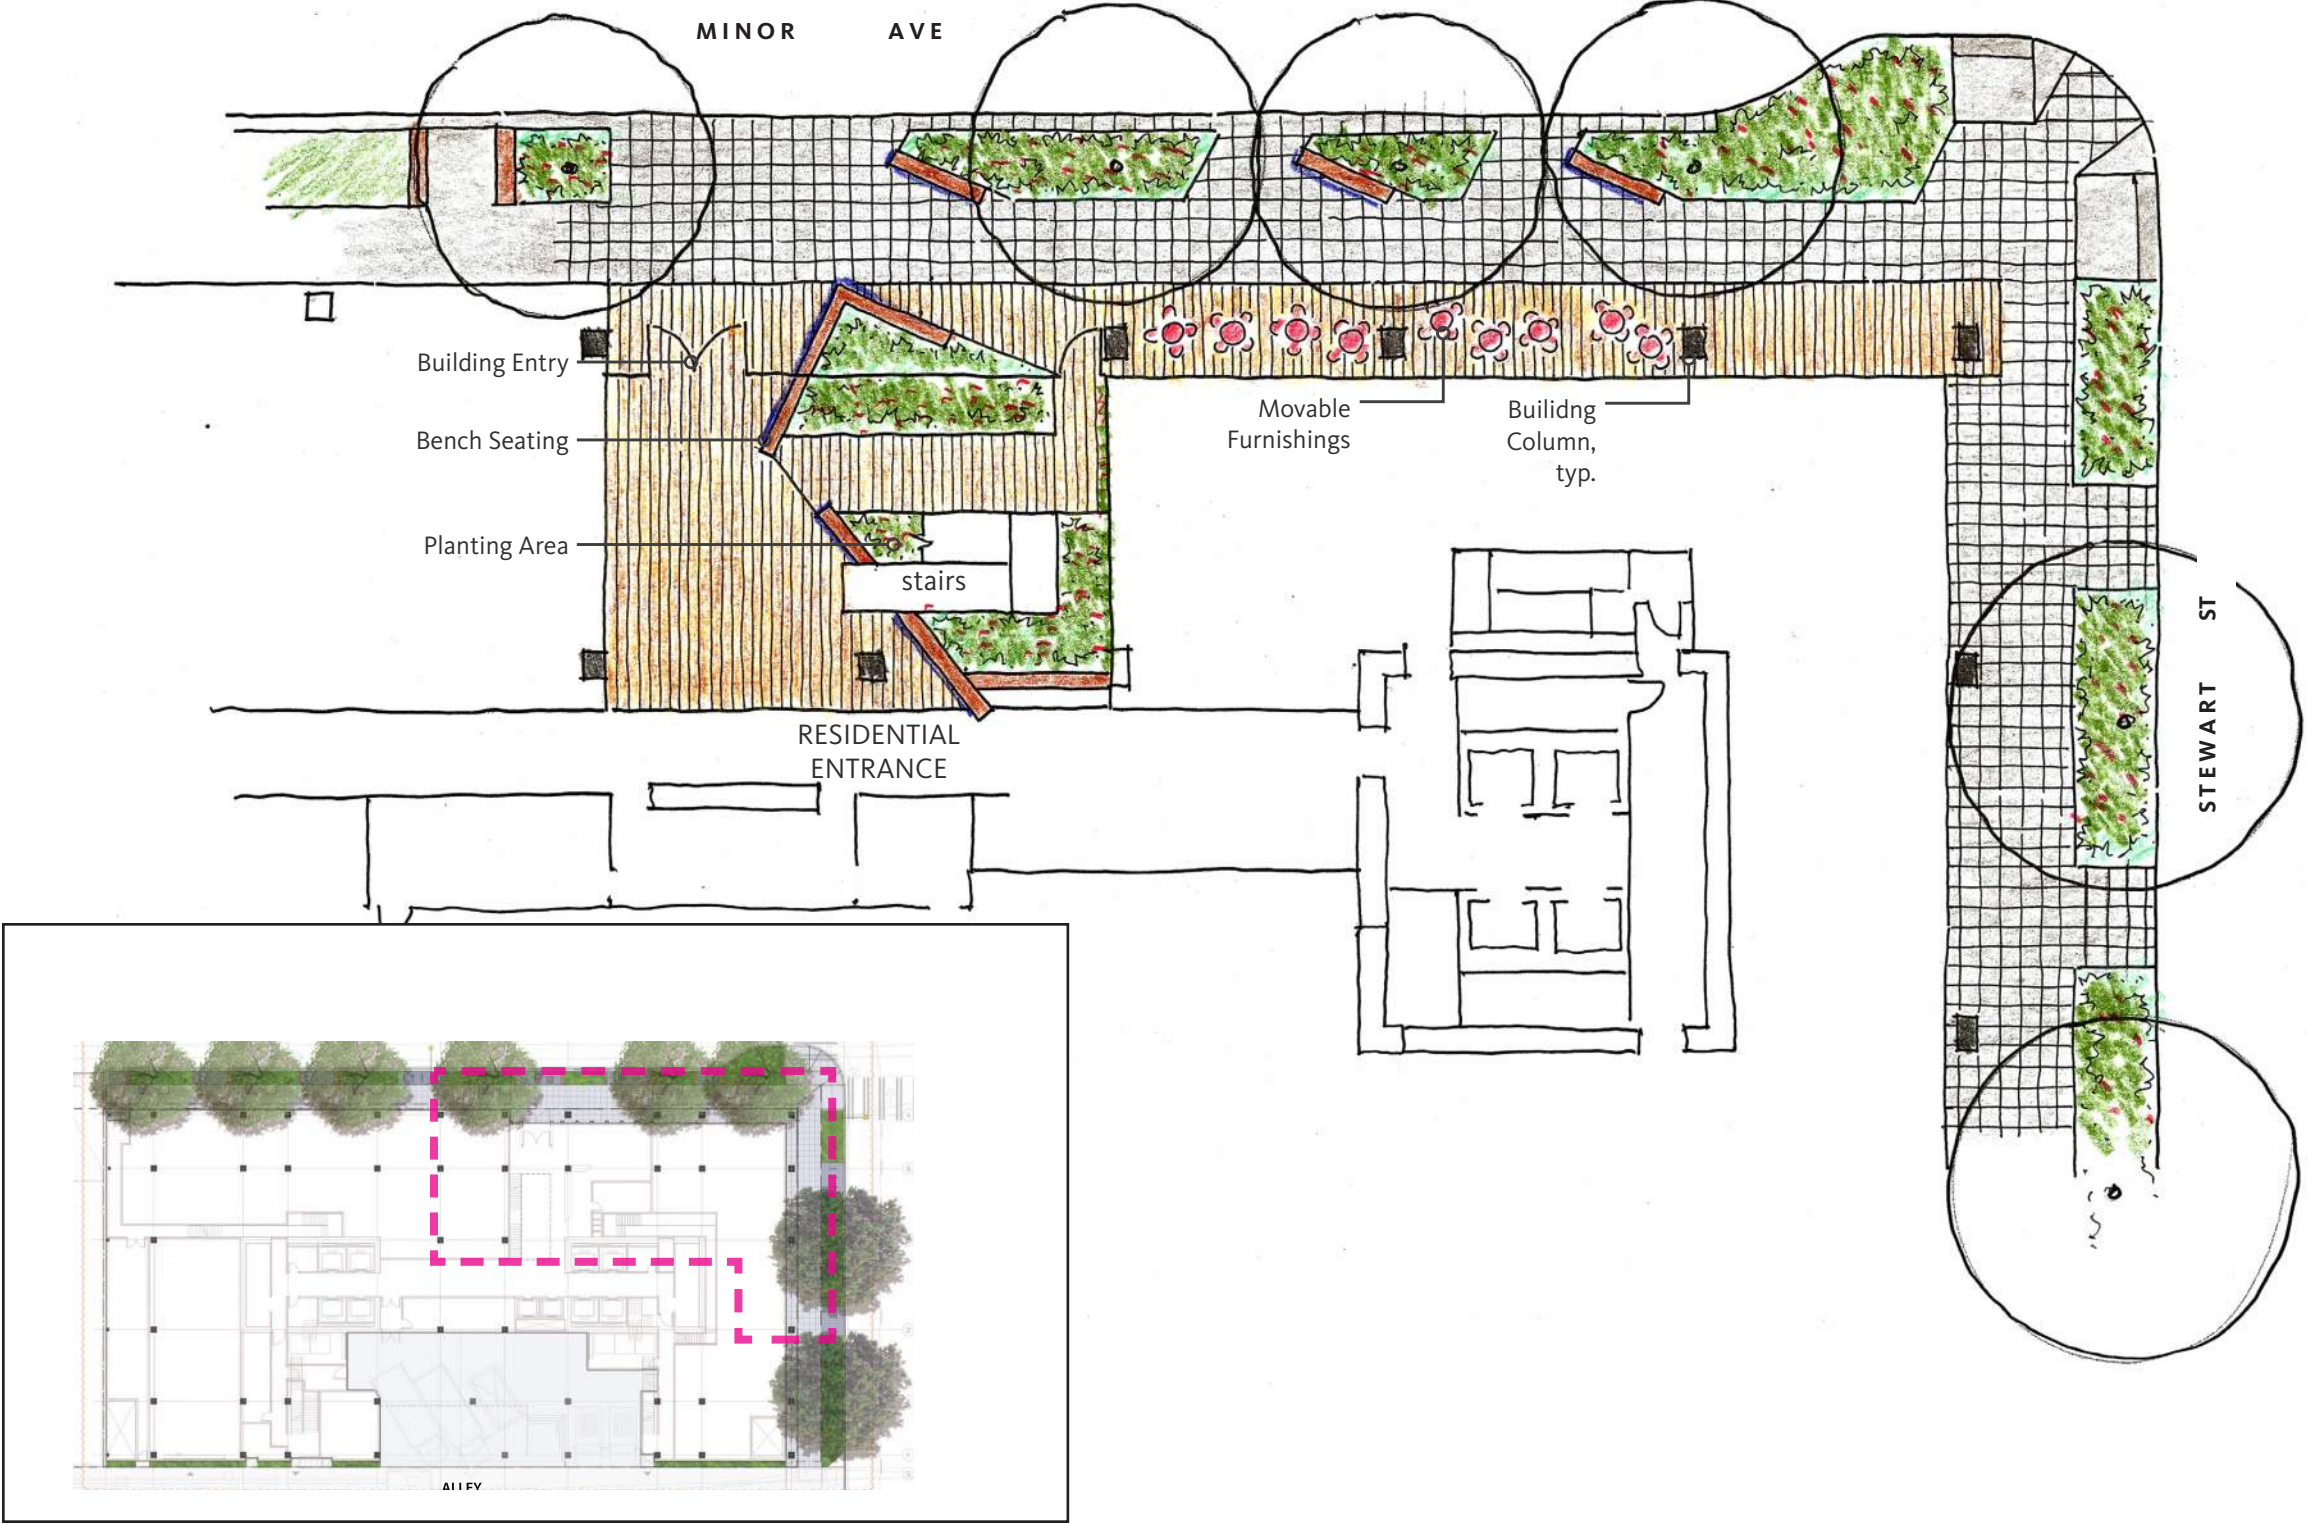 MINOR AVE
Building Entry
Bench Seating
Planting Area
Movable
Furnishings
Builidng
Column,
typ.
stairs
RESIDENTIAL
ENTRANCE
STEWART ST
ALLEY